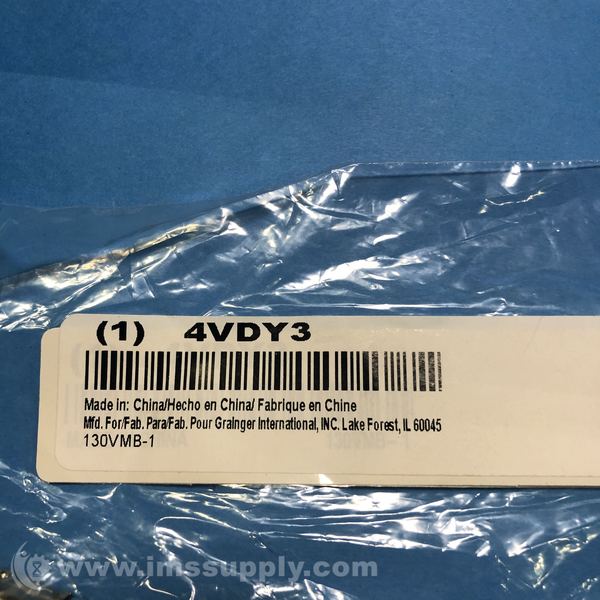 (1) 4VDY3
Made in: China/Hecho en China/ Fabrique en Chine
Mfd. For/Fab. Para/Fab. Pour Grainger International, INC. Lake Forest, IL 60045
130VMB-1
www.imssupply.com